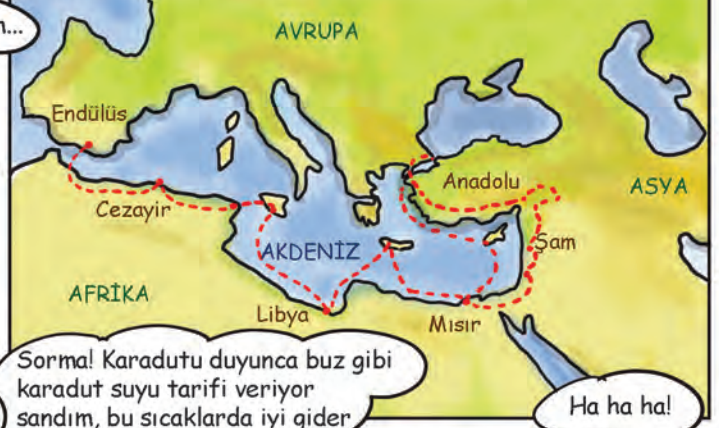 ...
AVRUPA
Endülüs
Anadolu
ASYA
Cezayir
Şam
AKDENİZ
AFRİKA
Libya
Mısır
Sorma! Karadutu duyunca buz gibi
karadut suyu tarifi veriyor
sandım, bu sıcaklarda iyi gider
Ha ha ha!